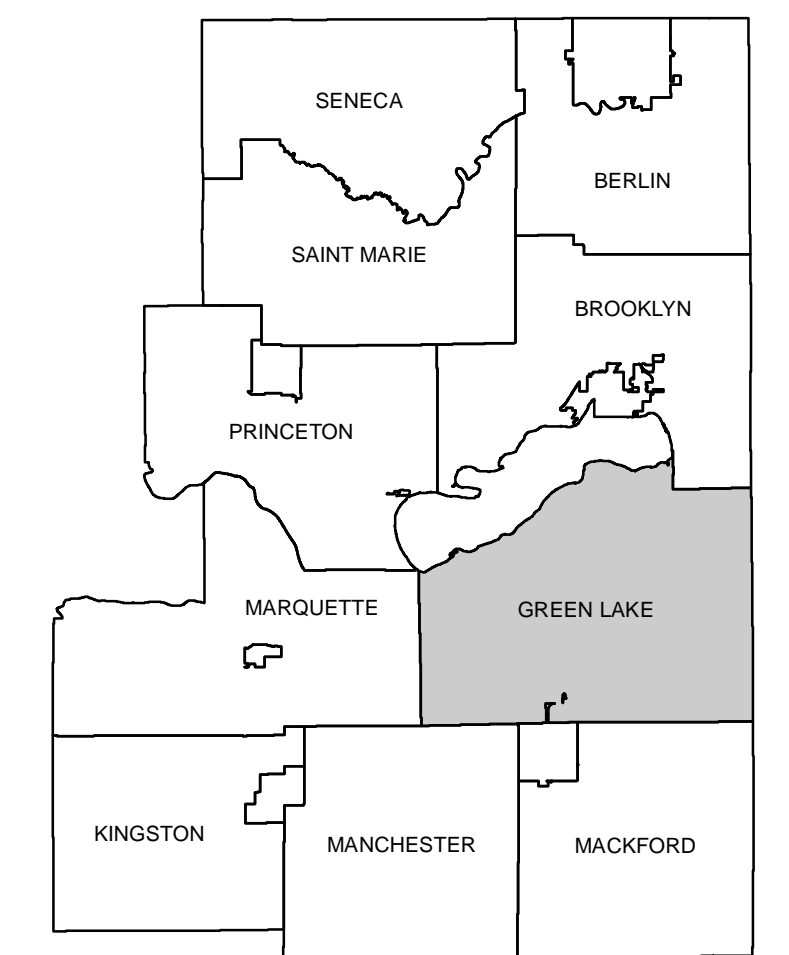 SENECA
BERLIN
SAINT MARIE
BROOKLYN
PRINCETON
MARQUETTE
GREEN LAKE
KINGSTON
MANCHESTER
MACKFORD